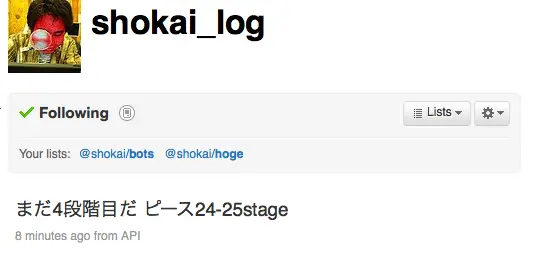 shokai_log
Following
Lists
Your lists: @shokai/bots @shokai/hoge
まだ4段階目だ ピース24-25stage
8 minutes ago from API